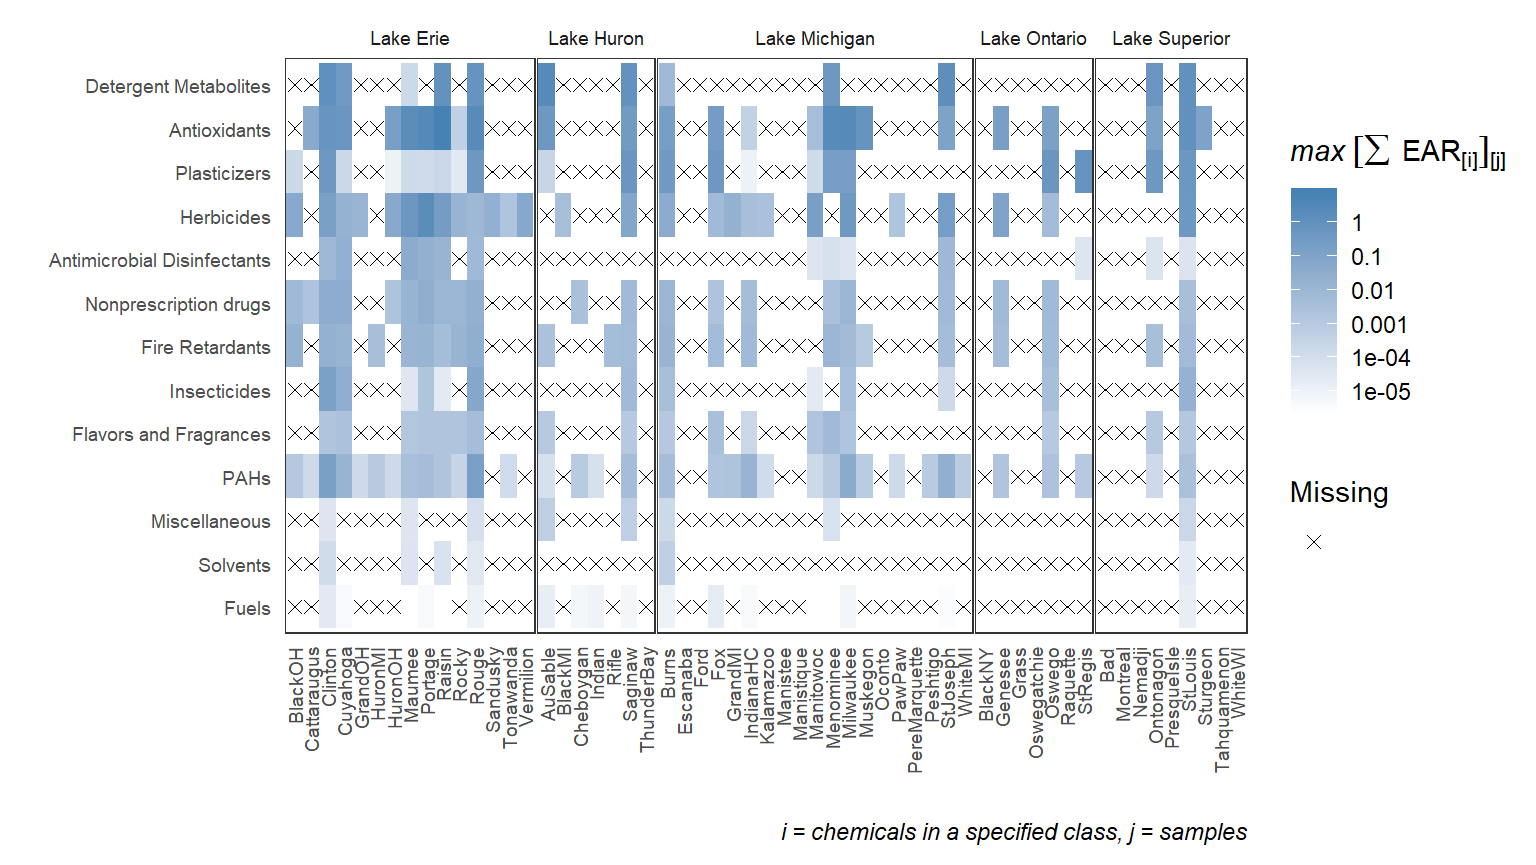 Lake Erie
Lake Huron
Lake Michigan
Lake Ontario
Lake Superior
Detergent Metabolites
Antioxidants
Plasticizers
Herbicides
Antimicrobial Disinfectants
Nonprescription drugs
Fire Retardants
Insecticides
Flavors and Fragrances
PAHs
Miscellaneous
Solvents
Fuels
BlackOH
Cattaraugus
Clinton
Cuyahoga
GrandOH
HuronMI
HuronOH
Maumee
Portage
Raisin
Rocky
Rouge
Sandusky
Tonawanda
Vermilion
AuSable
BlackMI
Cheboygan
Indian
Rifle
Saginaw
ThunderBay
Burns
Escanaba
Ford
Fox
GrandMI
IndianaHC
Kalamazoo
Manistee
Manistique
Manitowoc
Menominee
Milwaukee
Muskegon
Oconto
PawPaw
PereMarquette
Peshtigo
StJoseph
WhiteMI
BlackNY
Genesee
Grass
Oswegatchie
Oswego
Raquette
StRegis
Bad
Montreal
Nemadji
Ontonagon
PresqueIsle
StLouis
Sturgeon
Tahquamenon
WhiteWI
max [∑ EAR[i]][j]
1
0.1
0.01
0.001
1e-04
1e-05
Missing
i = chemicals in a specified class, j = samples